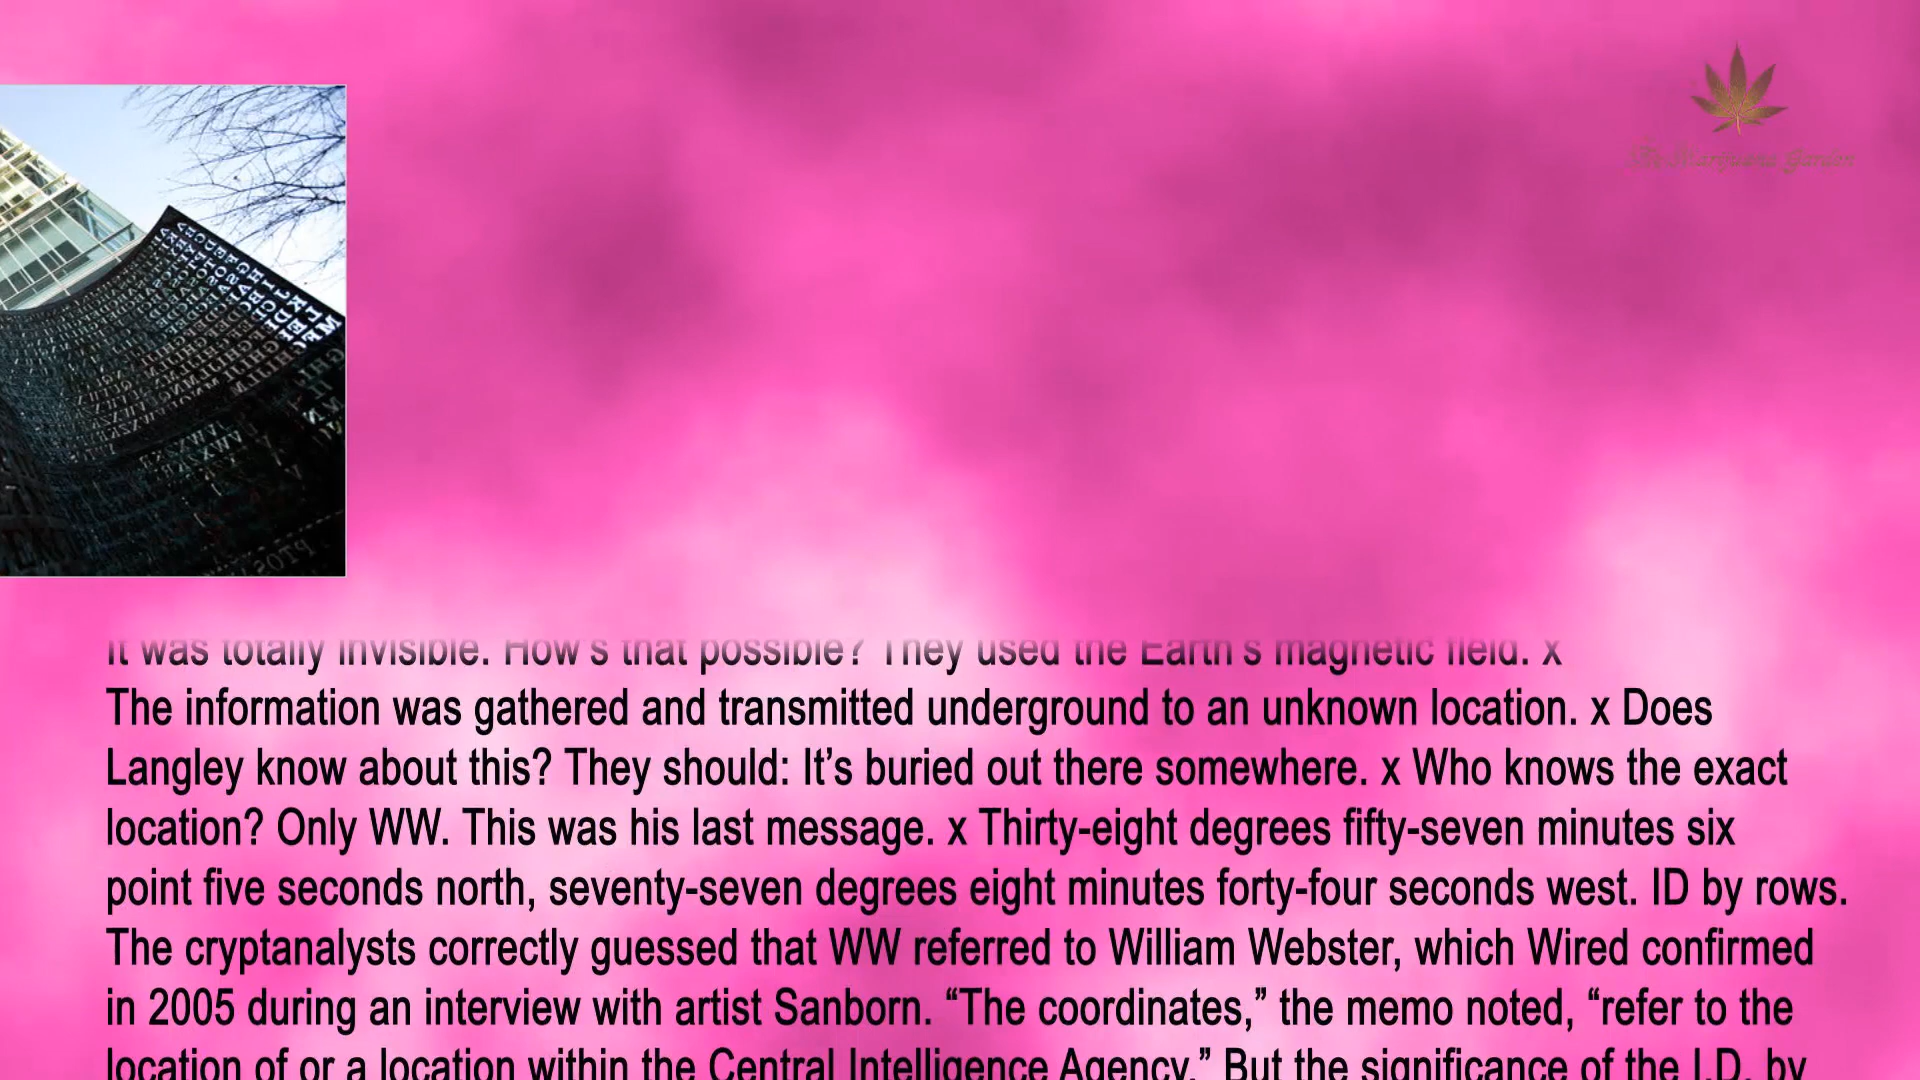 The Marijuana Garden
It was totally invisible. How's that possible? They used the Earth's magnetic field. x
The information was gathered and transmitted underground to an unknown location. x Does
Langley know about this? They should: It’s buried out there somewhere. x Who knows the exact
location? Only WW. This was his last message. x Thirty-eight degrees fifty-seven minutes six
point five seconds north, seventy-seven degrees eight minutes forty-four seconds west. ID by rows.
The cryptanalysts correctly guessed that WW referred to William Webster, which Wired confirmed
in 2005 during an interview with artist Sanborn. “The coordinates,” the memo noted, “refer to the
location of or a location within the Central Intelligence Agency.” But the significance of the I.D. by